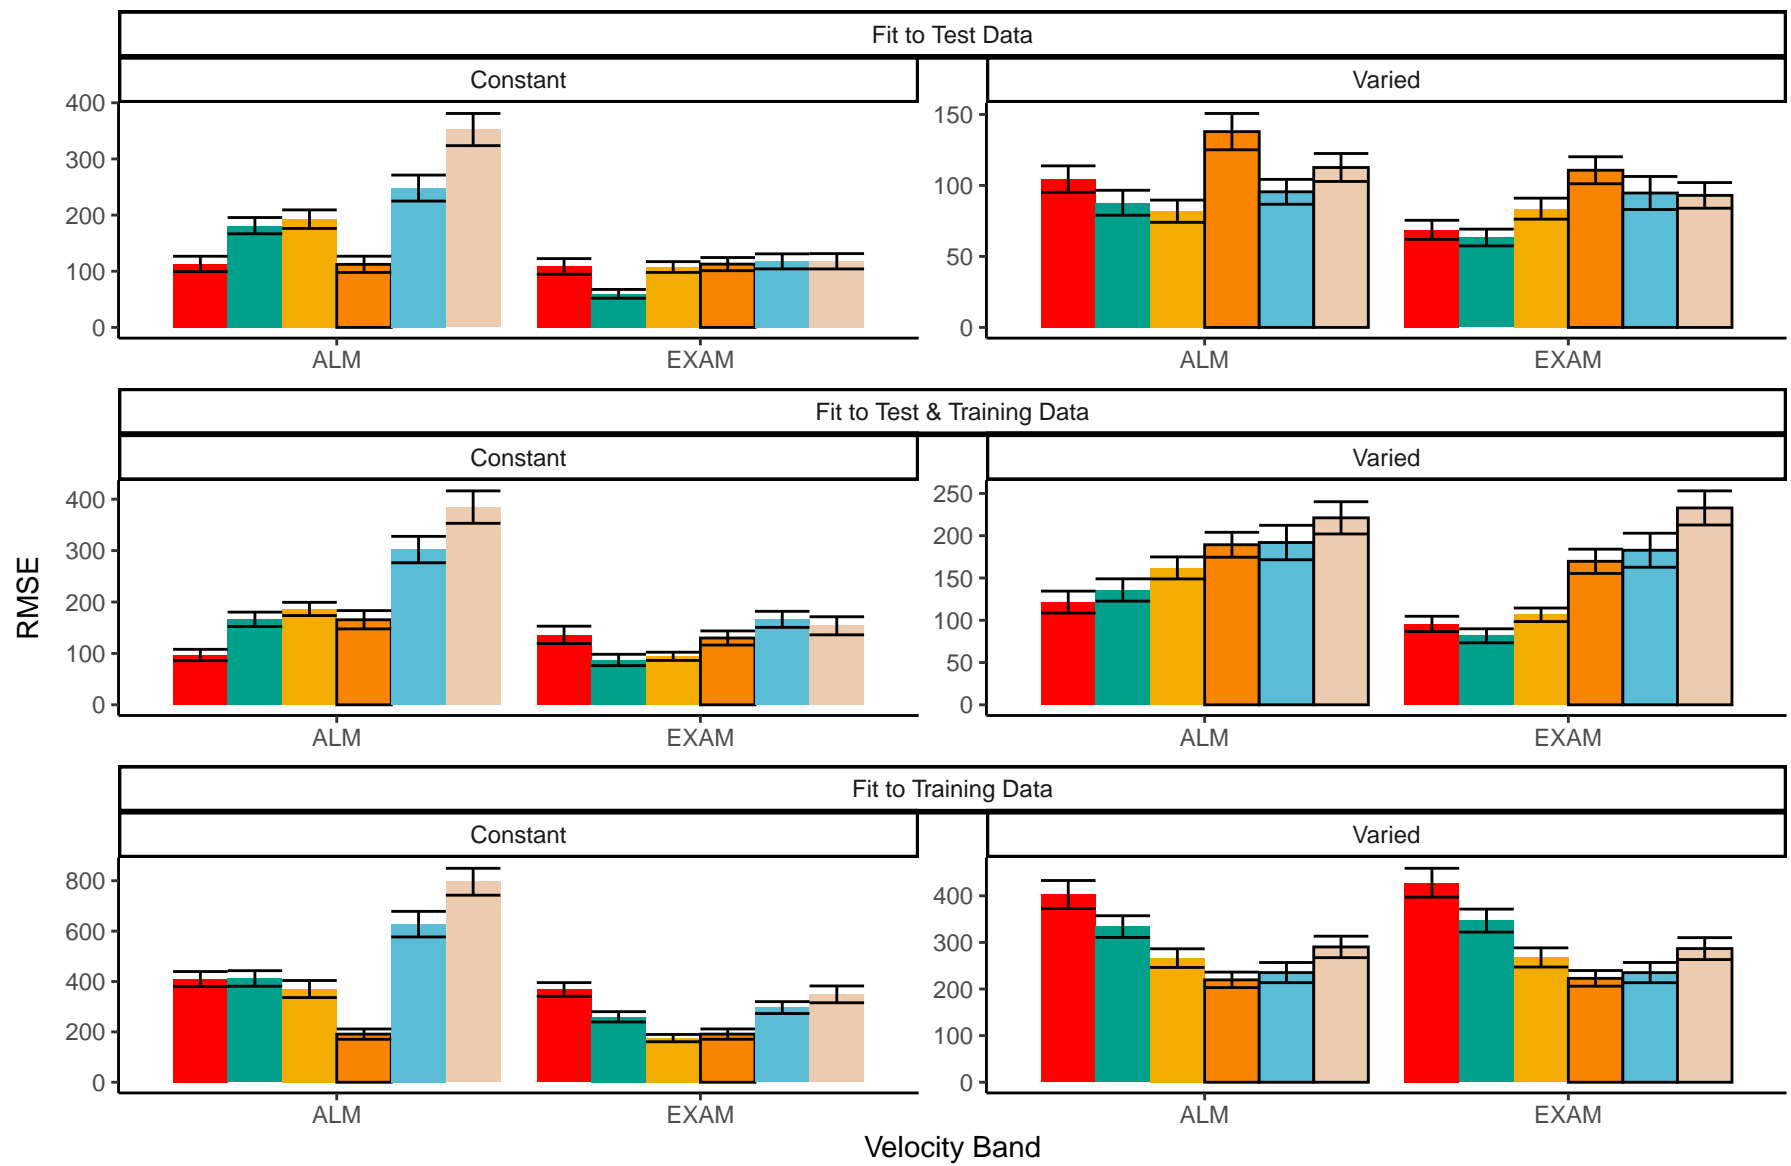 Fit to Test Data
Constant
Varied
400
300
200
100
0
150
100
50
0
ALM
EXAM
ALM
EXAM
Fit to Test & Training Data
Constant
Varied
400
300
200
100
0
250
200
150
100
50
0
ALM
EXAM
ALM
EXAM
RMSE
Fit to Training Data
Constant
Varied
800
600
400
200
0
400
300
200
100
0
ALM
EXAM
ALM
EXAM
Velocity Band